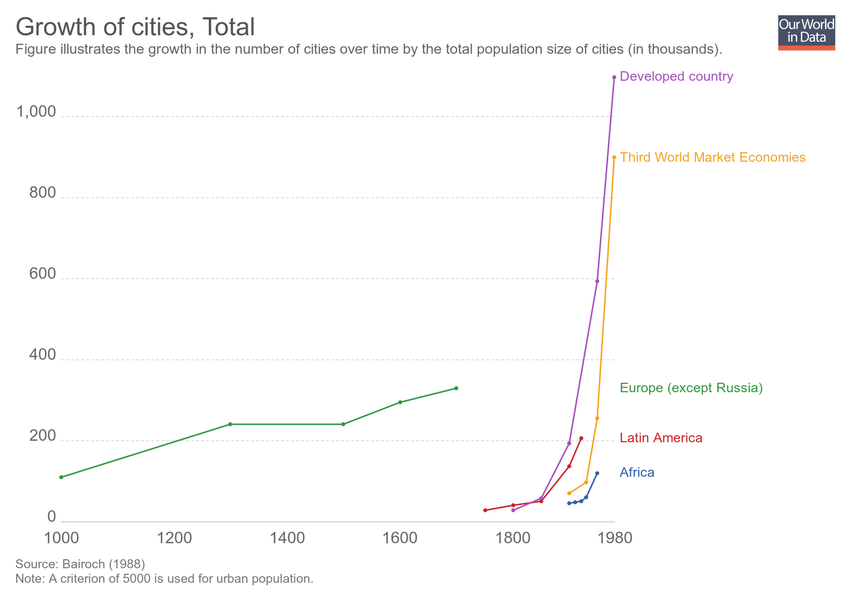 Growth of cities, Total
Our World
in Data
Figure illustrates the growth in the number of cities over time by the total population size of cities (in thousands).
Developed country
1,000
Third World Market Economies
800
600
400
Europe (except Russia)
200
Latin America
Africa
0
1000 1200 1400 1600 1800 1980
Source: Bairoch (1988)
Note: A criterion of 5000 is used for urban population.